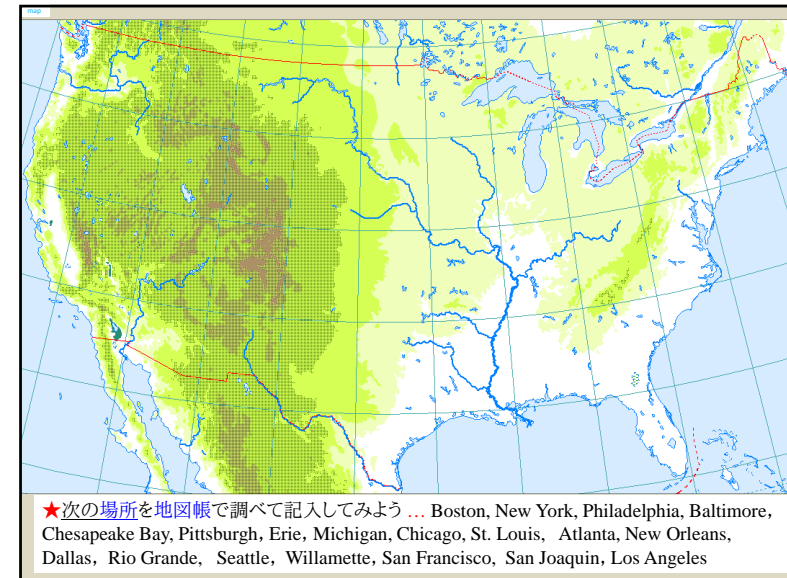 map
★次の場所を地図帳で調べて記入してみよう … Boston, New York, Philadelphia, Baltimore,
Chesapeake Bay, Pittsburgh, Erie, Michigan, Chicago, St. Louis, Atlanta, New Orleans,
Dallas, Rio Grande, Seattle, Willamette, San Francisco, San Joaquin, Los Angeles